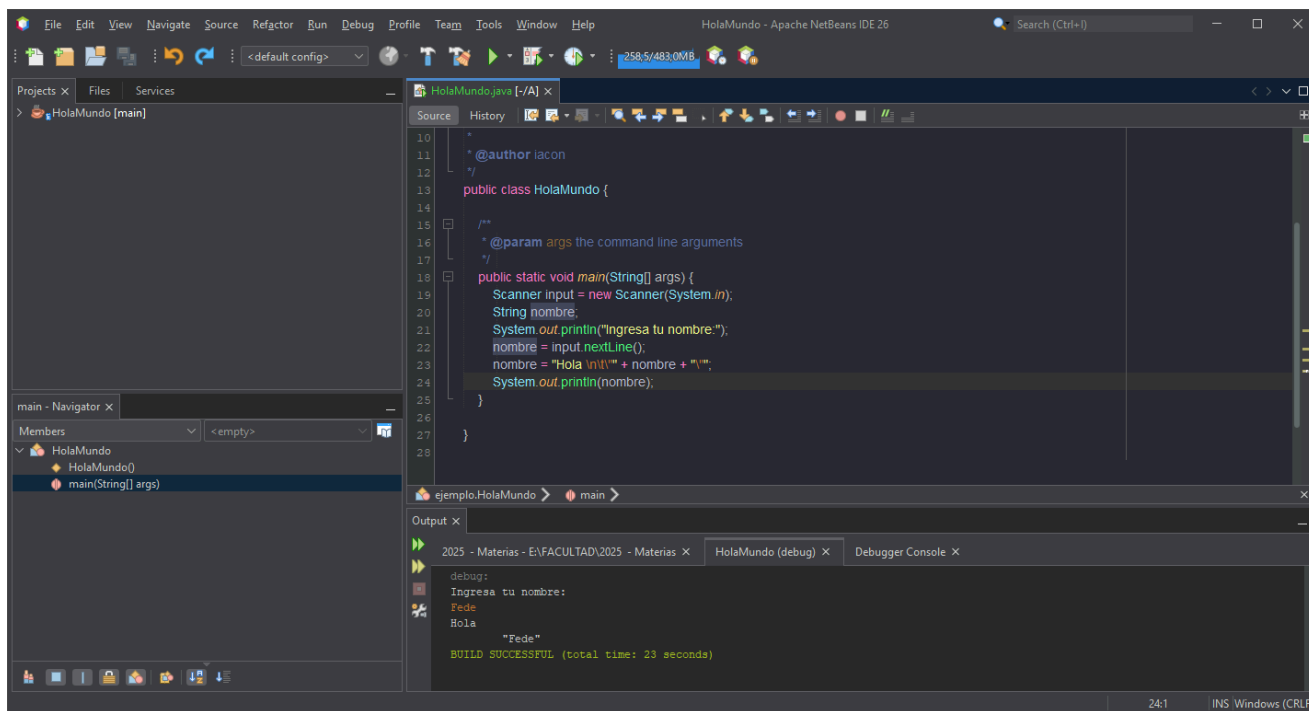 File Edit View Navigate Source Refactor Run Debug Profile Team Tools Window Help HolaMundo - Apache NetBeans IDE 26 Search (Ctrl+I)
<default config> 258,5/483,0MB
Projects Files Services
HolaMundo [main]
HolaMundo.java [-/A]
Source History
10 *
11 * @author iacon
12 */
13 public class HolaMundo {
14
15 /**
16 * @param args the command line arguments
17 */
18 public static void main(String[] args) {
19 Scanner input = new Scanner(System.in);
20 String nombre;
21 System.out.println("Ingresa tu nombre:");
22 nombre = input.nextLine();
23 nombre = "Hola \n\t\"" + nombre + "\"";
24 System.out.println(nombre);
25 }
26
27 }
28
main - Navigator
Members <empty>
HolaMundo
HolaMundo()
main(String[] args)
ejemplo.HolaMundo main
Output
2025 - Materias - E:\FACULTAD\2025 - Materias HolaMundo (debug) Debugger Console
debug:
Ingresa tu nombre:
Fede
Hola
"Fede"
BUILD SUCCESSFUL (total time: 23 seconds)
24:1 INS Windows (CRLF